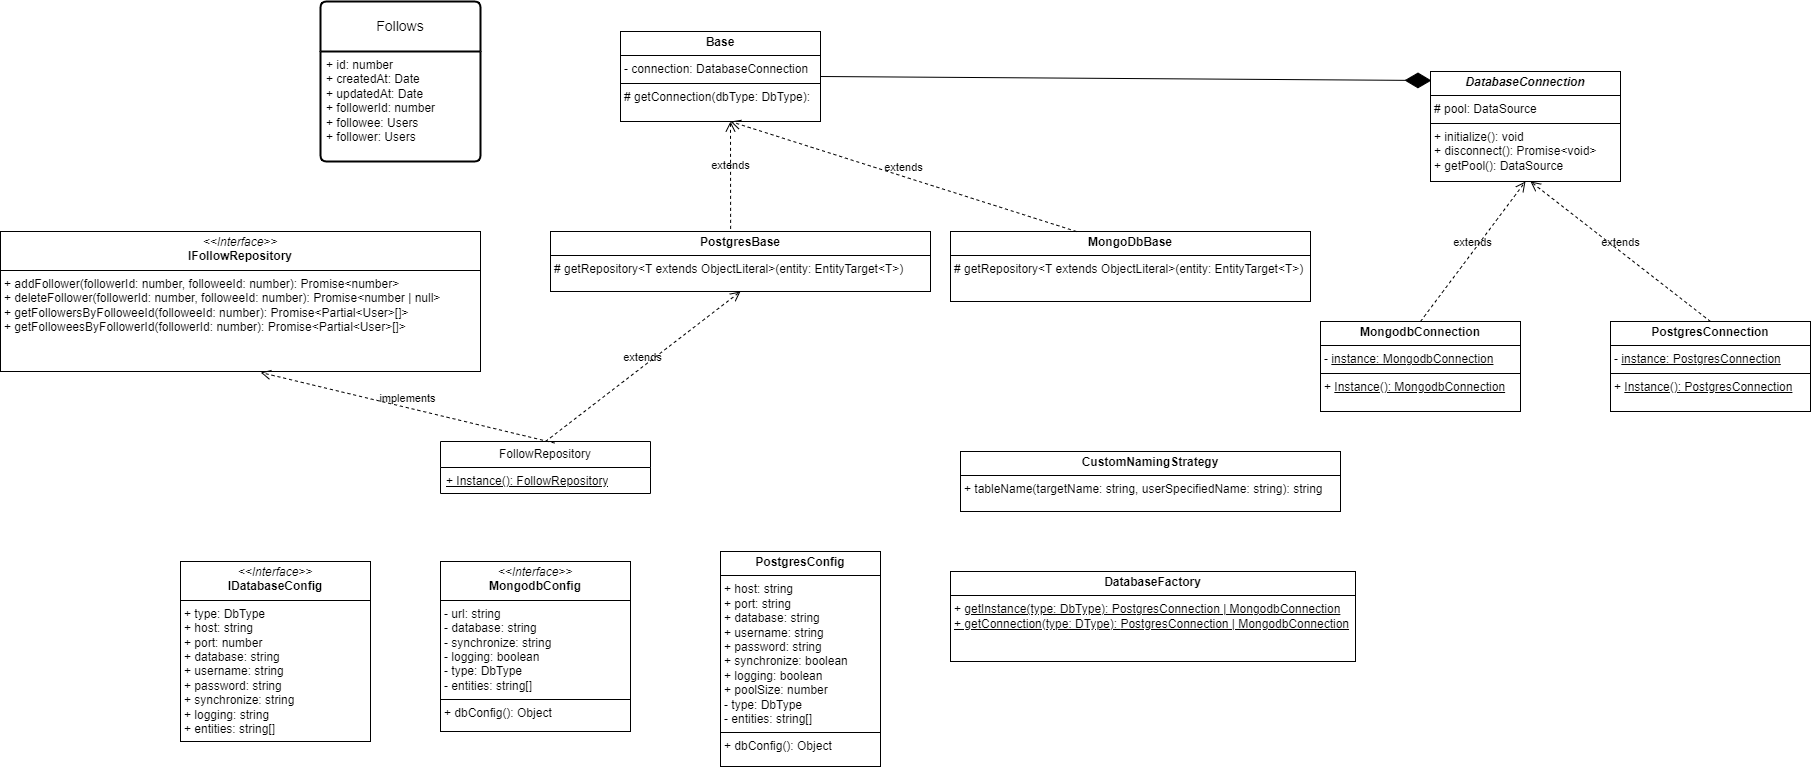 Follows
+ id: number
+ createdAt: Date
+ updatedAt: Date
+ followerId: number
+ followee: Users
+ follower: Users
Base
- connection: DatabaseConnection
# getConnection(dbType: DbType):
DatabaseConnection
# pool: DataSource
+ initialize(): void
+ disconnect(): Promise<void>
+ getPool(): DataSource
extends
extends
extends
extends
<<Interface>>
IFollowRepository
+ addFollower(followerId: number, followeeId: number): Promise<number>
+ deleteFollower(followerId: number, followeeId: number): Promise<number | null>
+ getFollowersByFolloweeId(followeeId: number): Promise<Partial<User>[]>
+ getFolloweesByFollowerId(followerId: number): Promise<Partial<User>[]>
PostgresBase
# getRepository<T extends ObjectLiteral>(entity: EntityTarget<T>)
MongoDbBase
# getRepository<T extends ObjectLiteral>(entity: EntityTarget<T>)
MongodbConnection
- instance: MongodbConnection
+ Instance(): MongodbConnection
PostgresConnection
- instance: PostgresConnection
+ Instance(): PostgresConnection
extends
implements
FollowRepository
+ Instance(): FollowRepository
CustomNamingStrategy
+ tableName(targetName: string, userSpecifiedName: string): string
<<Interface>>
IDatabaseConfig
+ type: DbType
+ host: string
+ port: number
+ database: string
+ username: string
+ password: string
+ synchronize: string
+ logging: string
+ entities: string[]
<<Interface>>
MongodbConfig
- url: string
- database: string
- synchronize: string
- logging: boolean
- type: DbType
- entities: string[]
+ dbConfig(): Object
PostgresConfig
+ host: string
+ port: string
+ database: string
+ username: string
+ password: string
+ synchronize: boolean
+ logging: boolean
+ poolSize: number
- type: DbType
- entities: string[]
+ dbConfig(): Object
DatabaseFactory
+ getInstance(type: DbType): PostgresConnection | MongodbConnection
+ getConnection(type: DType): PostgresConnection | MongodbConnection